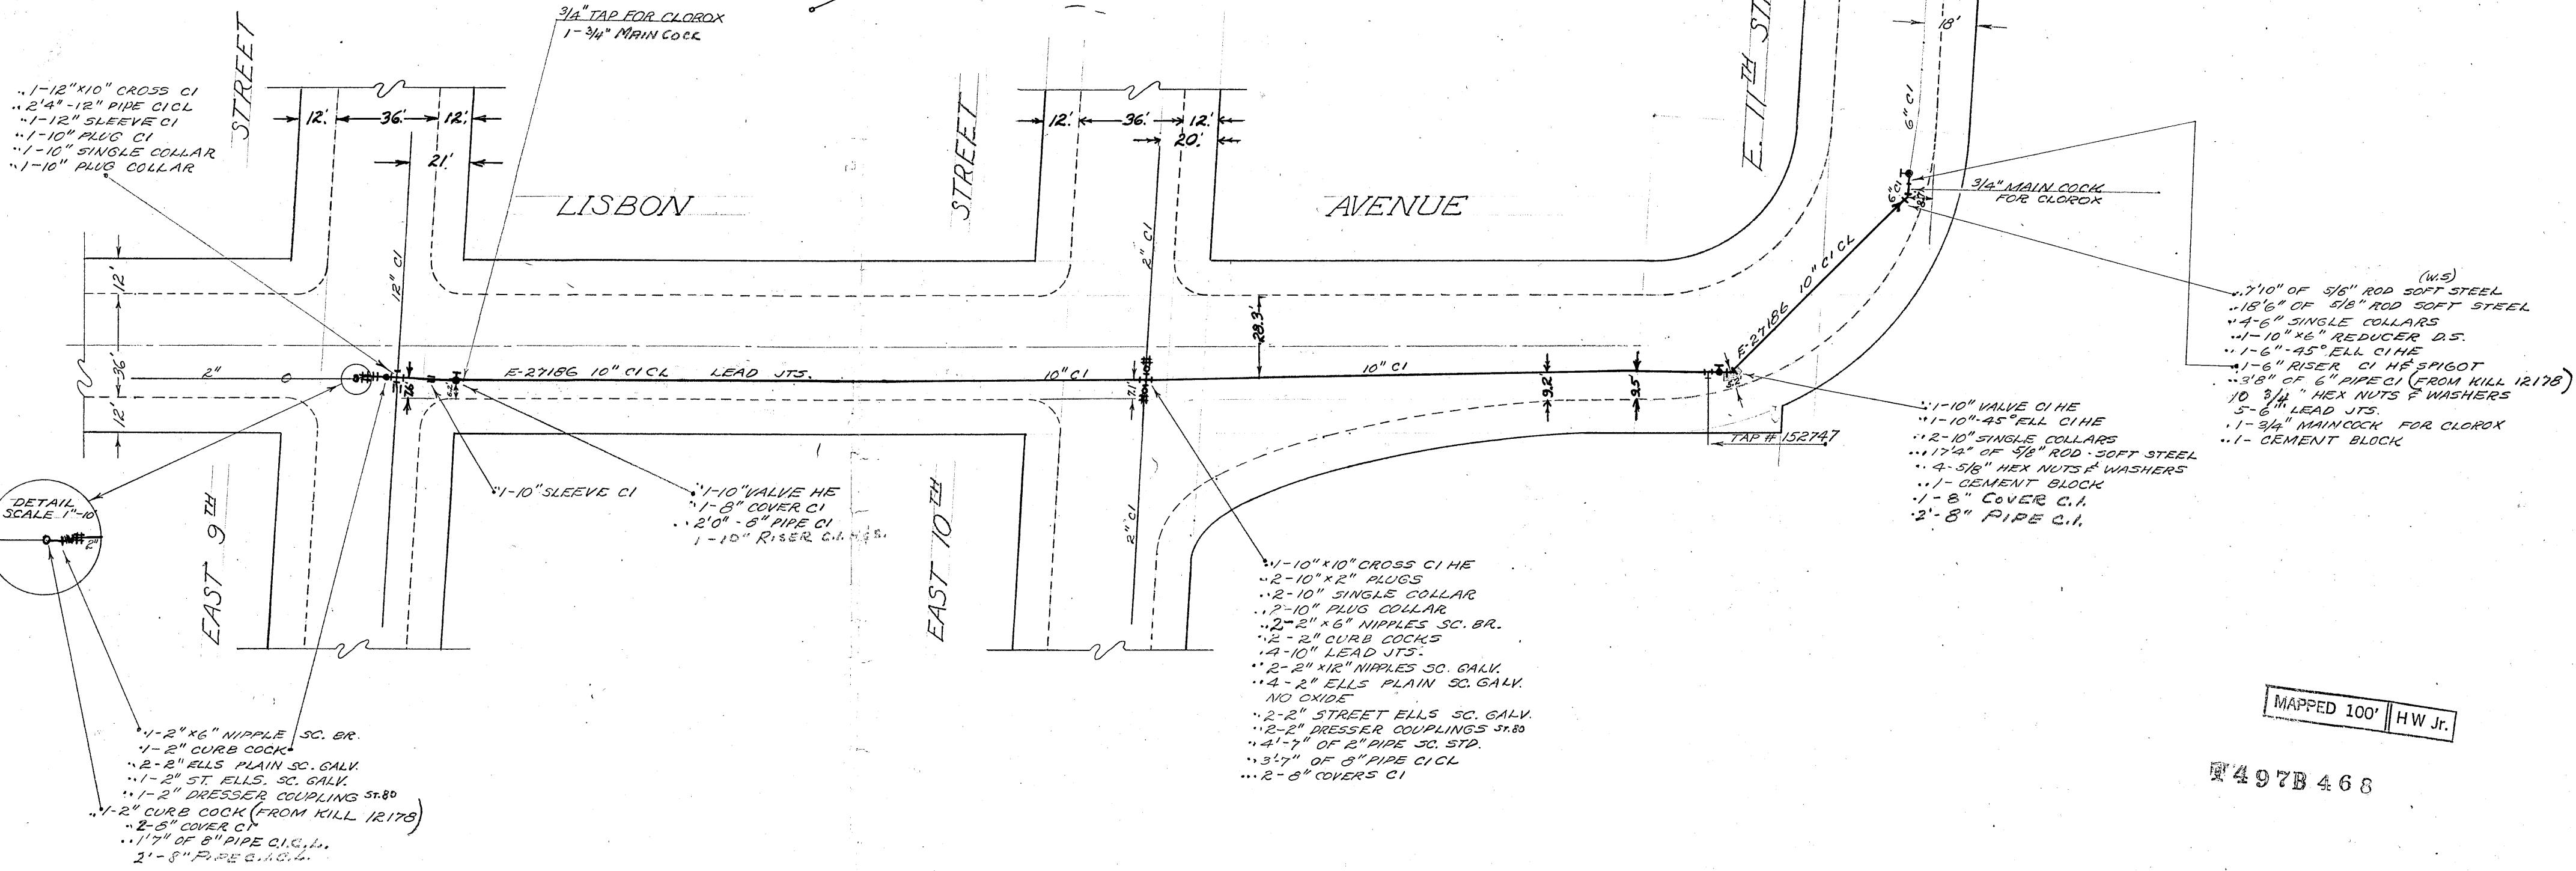 3/4" TAP FOR CLOROX
1-3/4" MAIN COCK
18'
STREET
STREET
E. 11TH
1-12"x10" CROSS CI
2'4"-12" PIPE CICL
1-12" SLEEVE CI
1-10" PLUG CI
1-10" SINGLE COLLAR
1-10" PLUG COLLAR
12' 36' 12'
21'
12' 36' 12'
20'
6" CI
LISBON
AVENUE
3/4" MAIN COCK
FOR CLOROX
6" CI
12" CI
2" CI
12'
36'
12'
28.3'
E-27186 10" CI CL
2"
E-27186 10" CI CL LEAD JTS.
10" CI
10" CI
7.6'
7.1'
9.2'
9.5'
TAP # 152747
(W.S)
7'10" OF 5/8" ROD SOFT STEEL
18'6" OF 5/8" ROD SOFT STEEL
4-6" SINGLE COLLARS
1-10"x6" REDUCER D.S.
1-6"-45° ELL CI HE
1-6" RISER CI HE SPIGOT
3'8" OF 6" PIPE CI (FROM KILL 12178)
10 3/4" HEX NUTS & WASHERS
5-6" LEAD JTS.
1-3/4" MAINCOCK FOR CLOROX
1- CEMENT BLOCK
1-10" VALVE CI HE
1-10"-45° ELL CI HE
2-10" SINGLE COLLARS
17'4" OF 5/8" ROD-SOFT STEEL
4-5/8" HEX NUTS & WASHERS
1- CEMENT BLOCK
1-8" COVER C.I.
2'-8" PIPE C.I.
DETAIL
SCALE 1"-10'
2"
EAST 9TH
1-10" SLEEVE CI
1-10" VALVE HE
1-8" COVER CI
2'0"-8" PIPE CI
1-10" RISER C.I.
EAST 10TH
2" CI
1-10"x10" CROSS CI HE
2-10"x2" PLUGS
2-10" SINGLE COLLAR
2-10" PLUG COLLAR
2-2"x6" NIPPLES SC. BR.
2-2" CURB COCKS
4-10" LEAD JTS.
2-2"x12" NIPPLES SC. GALV.
4-2" ELLS PLAIN SC. GALV.
NO OXIDE
2-2" STREET ELLS SC. GALV.
2-2" DRESSER COUPLINGS ST.80
4'-7" OF 2" PIPE SC. STD.
3'-7" OF 8" PIPE CICL
2-8" COVERS CI
1-2"x6" NIPPLE SC. BR.
1-2" CURB COCK
2-2" ELLS PLAIN SC. GALV.
1-2" ST. ELLS. SC. GALV.
1-2" DRESSER COUPLING ST.80
1-2" CURB COCK (FROM KILL 12178)
2-8" COVER CI
1'7" OF 8" PIPE C.I.C.L.
2'-8" PIPE C.I.C.L.
MAPPED 100' HW Jr.
T497B468